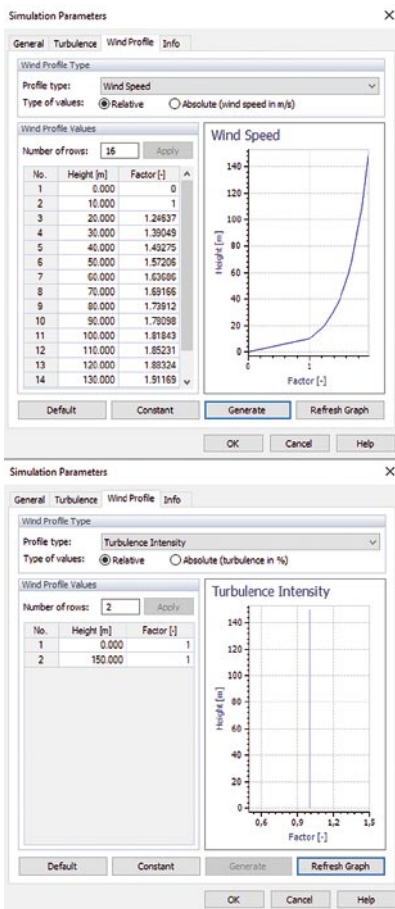 Simulation Parameters
General Turbulence Wind Profile Info
Wind Profile Type
Profile type: Wind Speed
Type of values: Relative Absolute (wind speed in m/s)
Wind Profile Values
Number of rows: 16 Apply
No. Height [m] Factor [-]
1 0.000 0
2 10.000 1
3 20.000 1.24637
4 30.000 1.39049
5 40.000 1.49275
6 50.000 1.57206
7 60.000 1.63686
8 70.000 1.69166
9 80.000 1.73912
10 90.000 1.78098
11 100.000 1.81843
12 110.000 1.85231
13 120.000 1.88324
14 130.000 1.91169
Wind Speed
140
120
100
80
60
40
20
0
Height [m]
0 1
Factor [-]
Default Constant Generate Refresh Graph
OK Cancel Help
Simulation Parameters
General Turbulence Wind Profile Info
Wind Profile Type
Profile type: Turbulence Intensity
Type of values: Relative Absolute (turbulence in %)
Wind Profile Values
Number of rows: 2 Apply
No. Height [m] Factor [-]
1 0.000 1
2 150.000 1
Turbulence Intensity
140
120
100
80
60
40
20
0
Height [m]
0,6 0,9 1,2 1,5
Factor [-]
Default Constant Generate Refresh Graph
OK Cancel Help